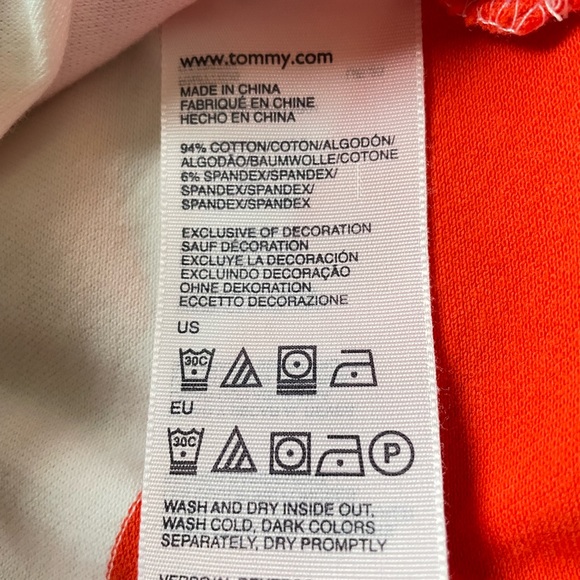 www.tommy.com
MADE IN CHINA
FABRIQUÉ EN CHINE
HECHO EN CHINA
94% COTTON/COTON/ALGODÓN/
ALGODÃO/BAUMWOLLE/COTONE
6% SPANDEX/SPANDEX/
SPANDEX/SPANDEX/
SPANDEX/SPANDEX
EXCLUSIVE OF DECORATION
SAUF DÉCORATION
EXCLUYE LA DECORACIÓN
EXCLUINDO DECORAÇÃO
OHNE DEKORATION
ECCETTO DECORAZIONE
US
30C
EU
30C P
WASH AND DRY INSIDE OUT,
WASH COLD, DARK COLORS
SEPARATELY, DRY PROMPTLY